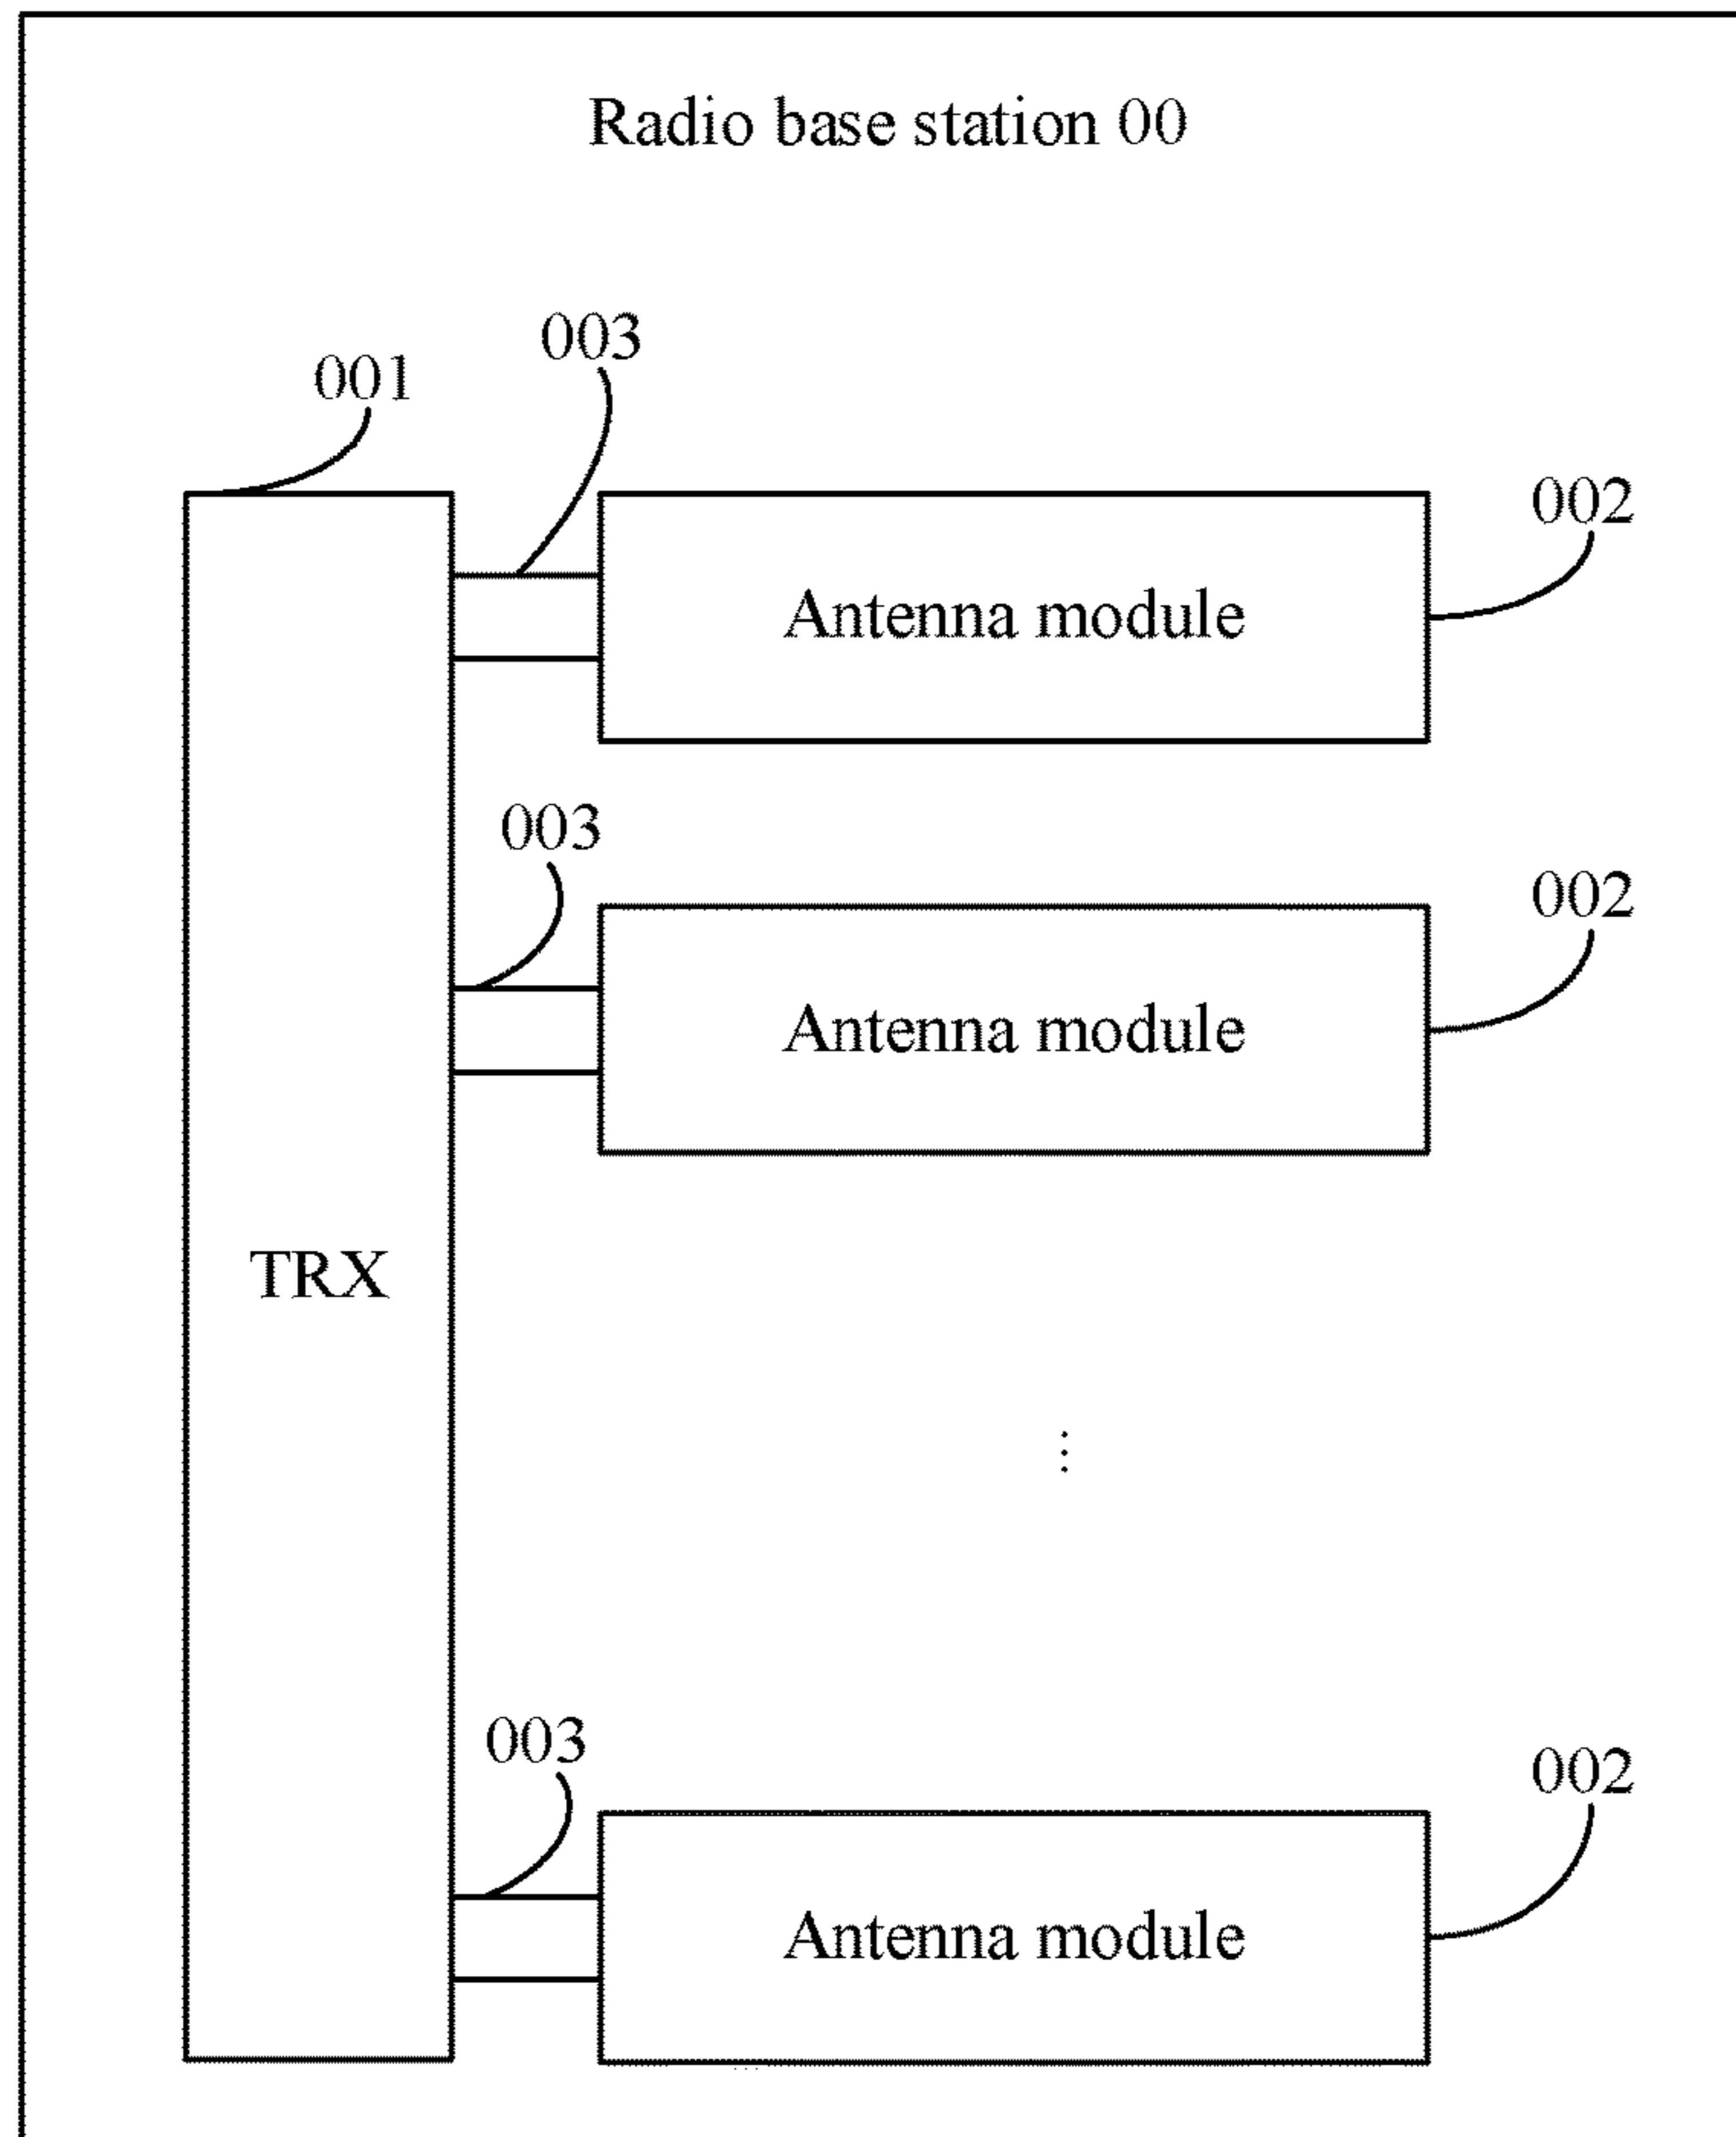 Radio base station 00
003
001
002
Antenna module
003
002
Antenna module
TRX
⋮
003
002
Antenna module